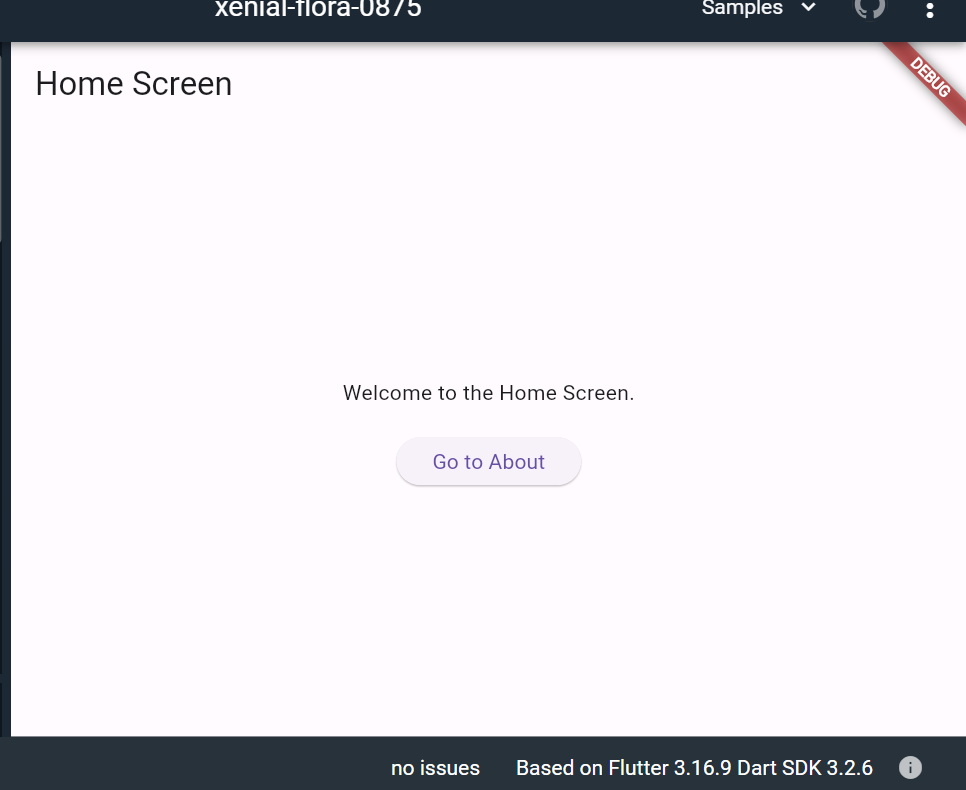 xenial-flora-0875
Samples
Home Screen
DEBUG
Welcome to the Home Screen.
Go to About
no issues
Based on Flutter 3.16.9 Dart SDK 3.2.6